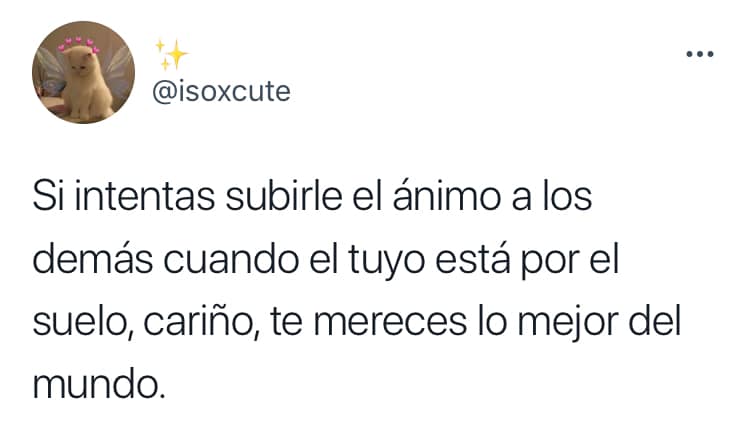 ✨
@isoxcute
Si intentas subirle el ánimo a los
demás cuando el tuyo está por el
suelo, cariño, te mereces lo mejor del
mundo.